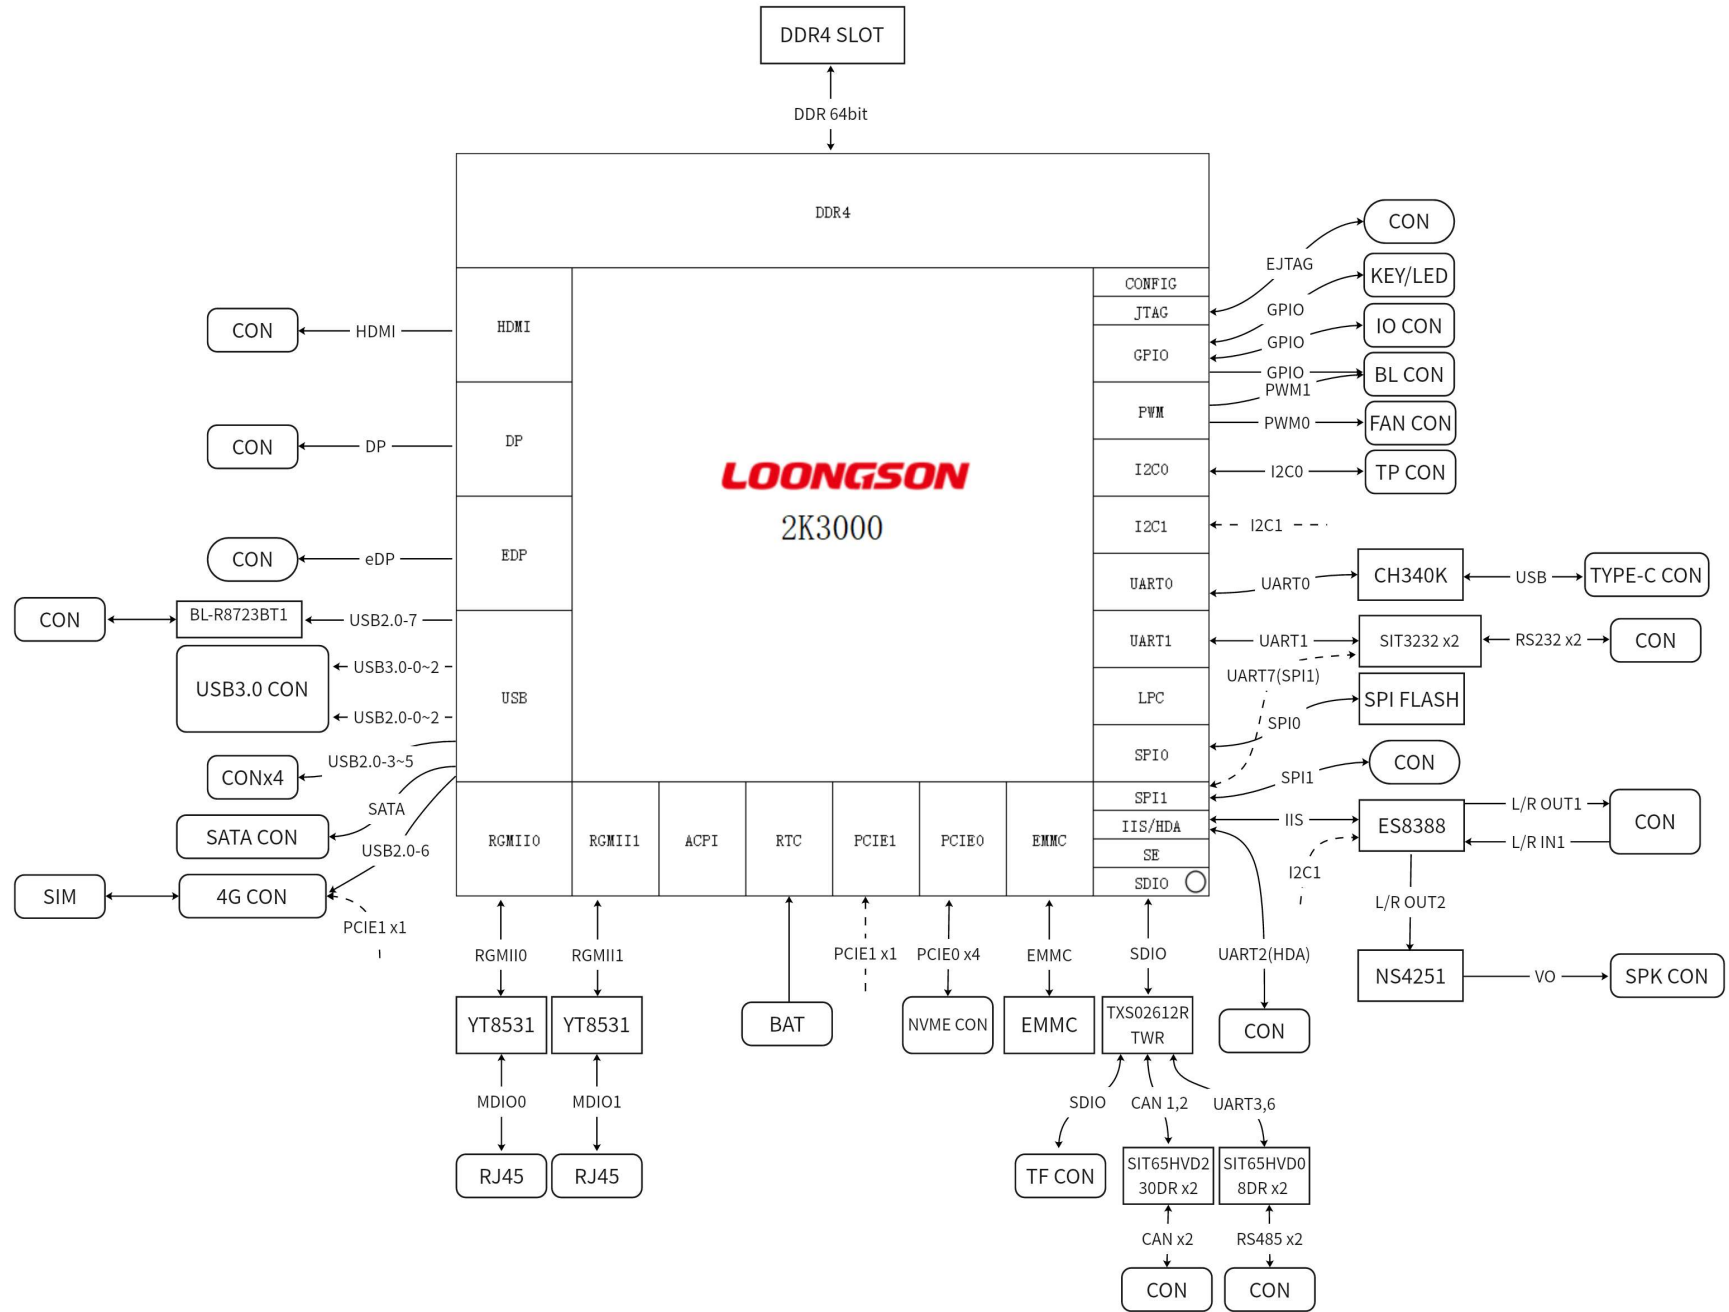 DDR4 SLOT
DDR 64bit
DDR4
LOONGSON
2K3000
HDMI
DP
EDP
USB
RGMII0
RGMII1
ACPI
RTC
PCIE1
PCIE0
EMMC
CONFIG
JTAG
GPIO
PWM
I2C0
I2C1
UART0
UART1
LPC
SPI0
SPI1
IIS/HDA
SE
SDIO
CON
HDMI
CON
DP
CON
eDP
CON
BL-R8723BT1
USB2.0-7
USB3.0 CON
USB3.0-0~2
USB2.0-0~2
CONx4
USB2.0-3~5
SATA CON
SATA
USB2.0-6
SIM
4G CON
PCIE1 x1
EJTAG
CON
GPIO
KEY/LED
GPIO
IO CON
GPIO
PWM1
BL CON
PWM0
FAN CON
I2C0
TP CON
I2C1
UART0
CH340K
USB
TYPE-C CON
UART1
SIT3232 x2
RS232 x2
CON
UART7(SPI1)
SPI0
SPI FLASH
SPI1
CON
IIS
ES8388
L/R OUT1
L/R IN1
CON
I2C1
L/R OUT2
NS4251
VO
SPK CON
UART2(HDA)
CON
RGMII0
YT8531
MDIO0
RJ45
RGMII1
YT8531
MDIO1
RJ45
BAT
PCIE1 x1
PCIE0 x4
NVME CON
EMMC
EMMC
SDIO
TXS02612R
TWR
SDIO
TF CON
CAN 1,2
SIT65HVD2
30DR x2
CAN x2
CON
UART3,6
SIT65HVD0
8DR x2
RS485 x2
CON